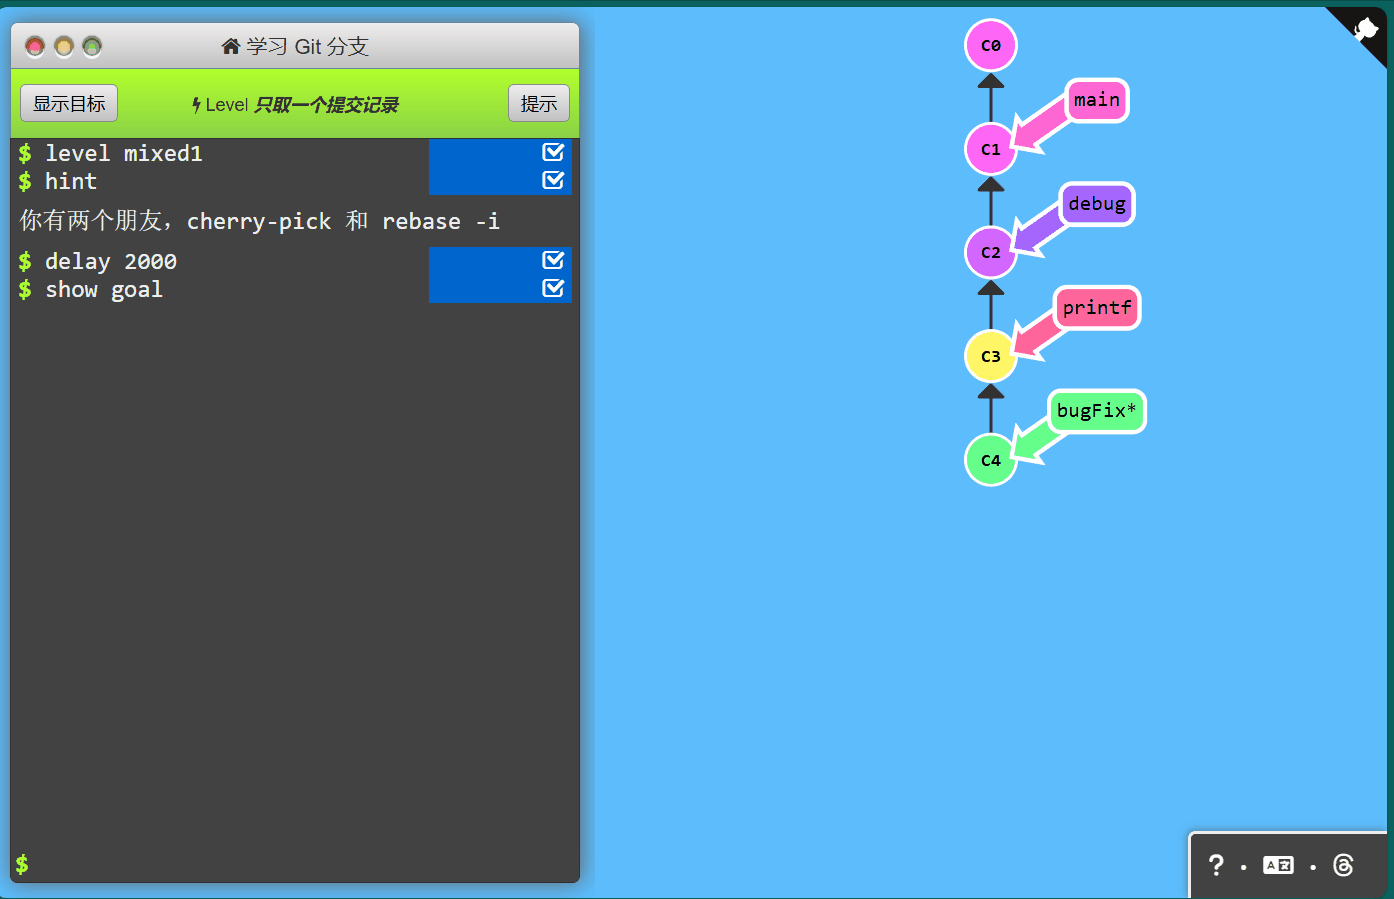 学习 Git 分支
显示目标
Level 只取一个提交记录
提示
$ level mixed1
$ hint
你有两个朋友，cherry-pick 和 rebase -i
$ delay 2000
$ show goal
$
C0
main
C1
debug
C2
printf
C3
bugFix*
C4
? · A文 ·